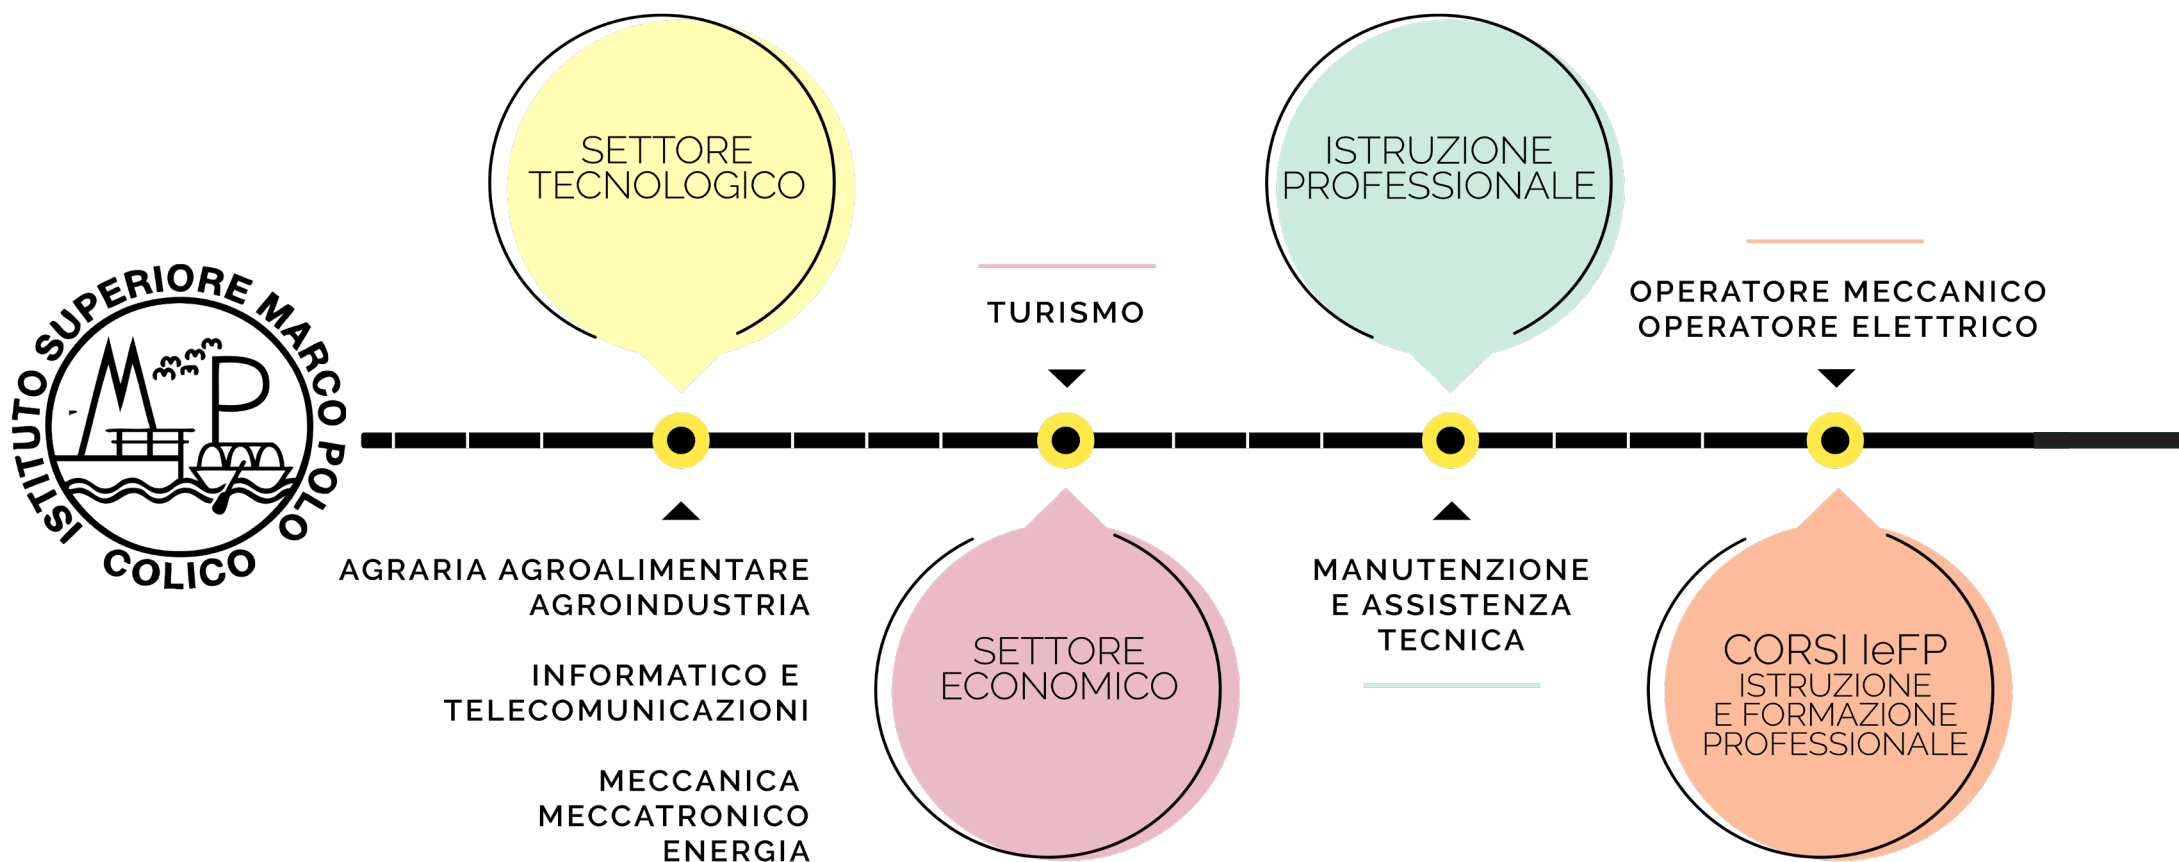 ISTITUTO SUPERIORE MARCO POLO
COLICO
MP
SETTORE
TECNOLOGICO
AGRARIA AGROALIMENTARE
AGROINDUSTRIA
INFORMATICO E
TELECOMUNICAZIONI
MECCANICA
MECCATRONICO
ENERGIA
TURISMO
SETTORE
ECONOMICO
ISTRUZIONE
PROFESSIONALE
MANUTENZIONE
E ASSISTENZA
TECNICA
OPERATORE MECCANICO
OPERATORE ELETTRICO
CORSI IeFP
ISTRUZIONE
E FORMAZIONE
PROFESSIONALE